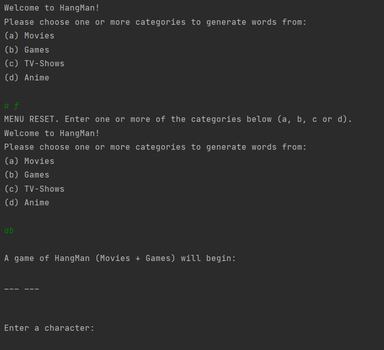 Welcome to HangMan!
Please choose one or more categories to generate words from:
(a) Movies
(b) Games
(c) TV-Shows
(d) Anime
a f
MENU RESET. Enter one or more of the categories below (a, b, c or d).
Welcome to HangMan!
Please choose one or more categories to generate words from:
(a) Movies
(b) Games
(c) TV-Shows
(d) Anime
ab
A game of HangMan (Movies + Games) will begin:
___ ___
Enter a character: